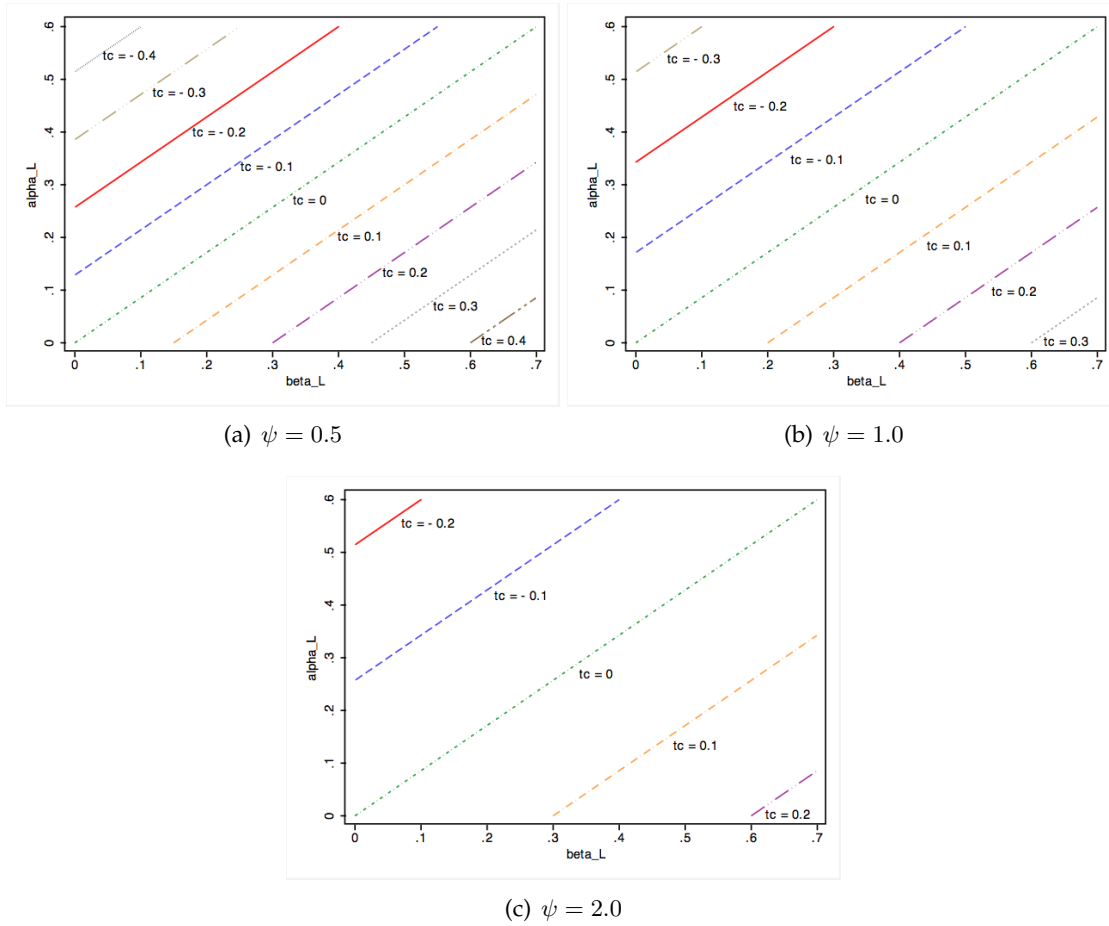 .6
.5
.4
.3
.2
.1
0
alpha_L
tc = - 0.4
tc = - 0.3
tc = - 0.2
tc = - 0.1
tc = 0
tc = 0.1
tc = 0.2
tc = 0.3
tc = 0.4
0 .1 .2 .3 .4 .5 .6 .7
beta_L
(a) ψ = 0.5
.6
.5
.4
.3
.2
.1
0
alpha_L
tc = - 0.3
tc = - 0.2
tc = - 0.1
tc = 0
tc = 0.1
tc = 0.2
tc = 0.3
0 .1 .2 .3 .4 .5 .6 .7
beta_L
(b) ψ = 1.0
.6
.5
.4
.3
.2
.1
0
alpha_L
tc = - 0.2
tc = - 0.1
tc = 0
tc = 0.1
tc = 0.2
0 .1 .2 .3 .4 .5 .6 .7
beta_L
(c) ψ = 2.0